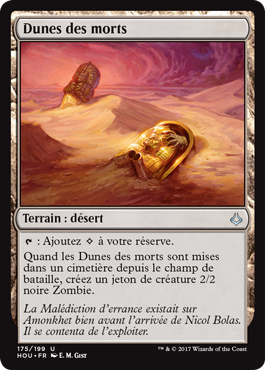 Dunes des morts
Terrain : désert
: Ajoutez à votre réserve.
Quand les Dunes des morts sont mises
dans un cimetière depuis le champ de
bataille, créez un jeton de créature 2/2
noire Zombie.
La Malédiction d'errance existait sur
Amonkhet bien avant l'arrivée de Nicol Bolas.
Il se contenta de l'exploiter.
175/199 U
HOU • FR E. M. GIST
™ & © 2017 Wizards of the Coast